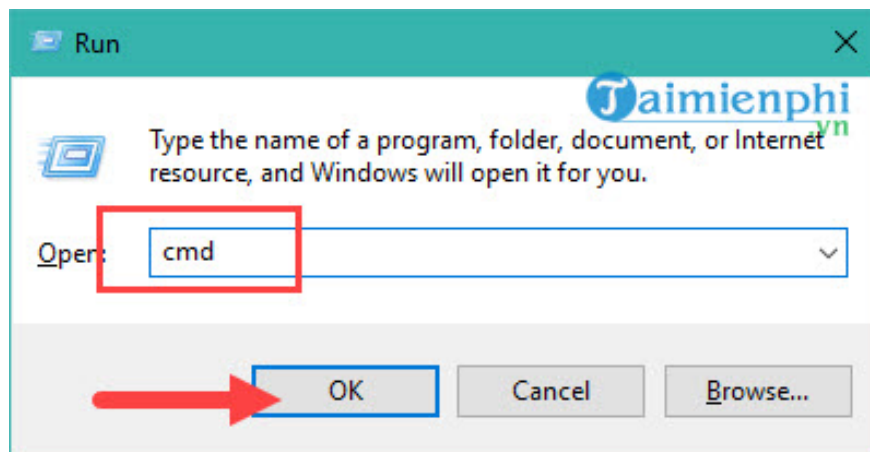 Run
Taimienphi
.vn
Type the name of a program, folder, document, or Internet
resource, and Windows will open it for you.
Open:
cmd
OK
Cancel
Browse...